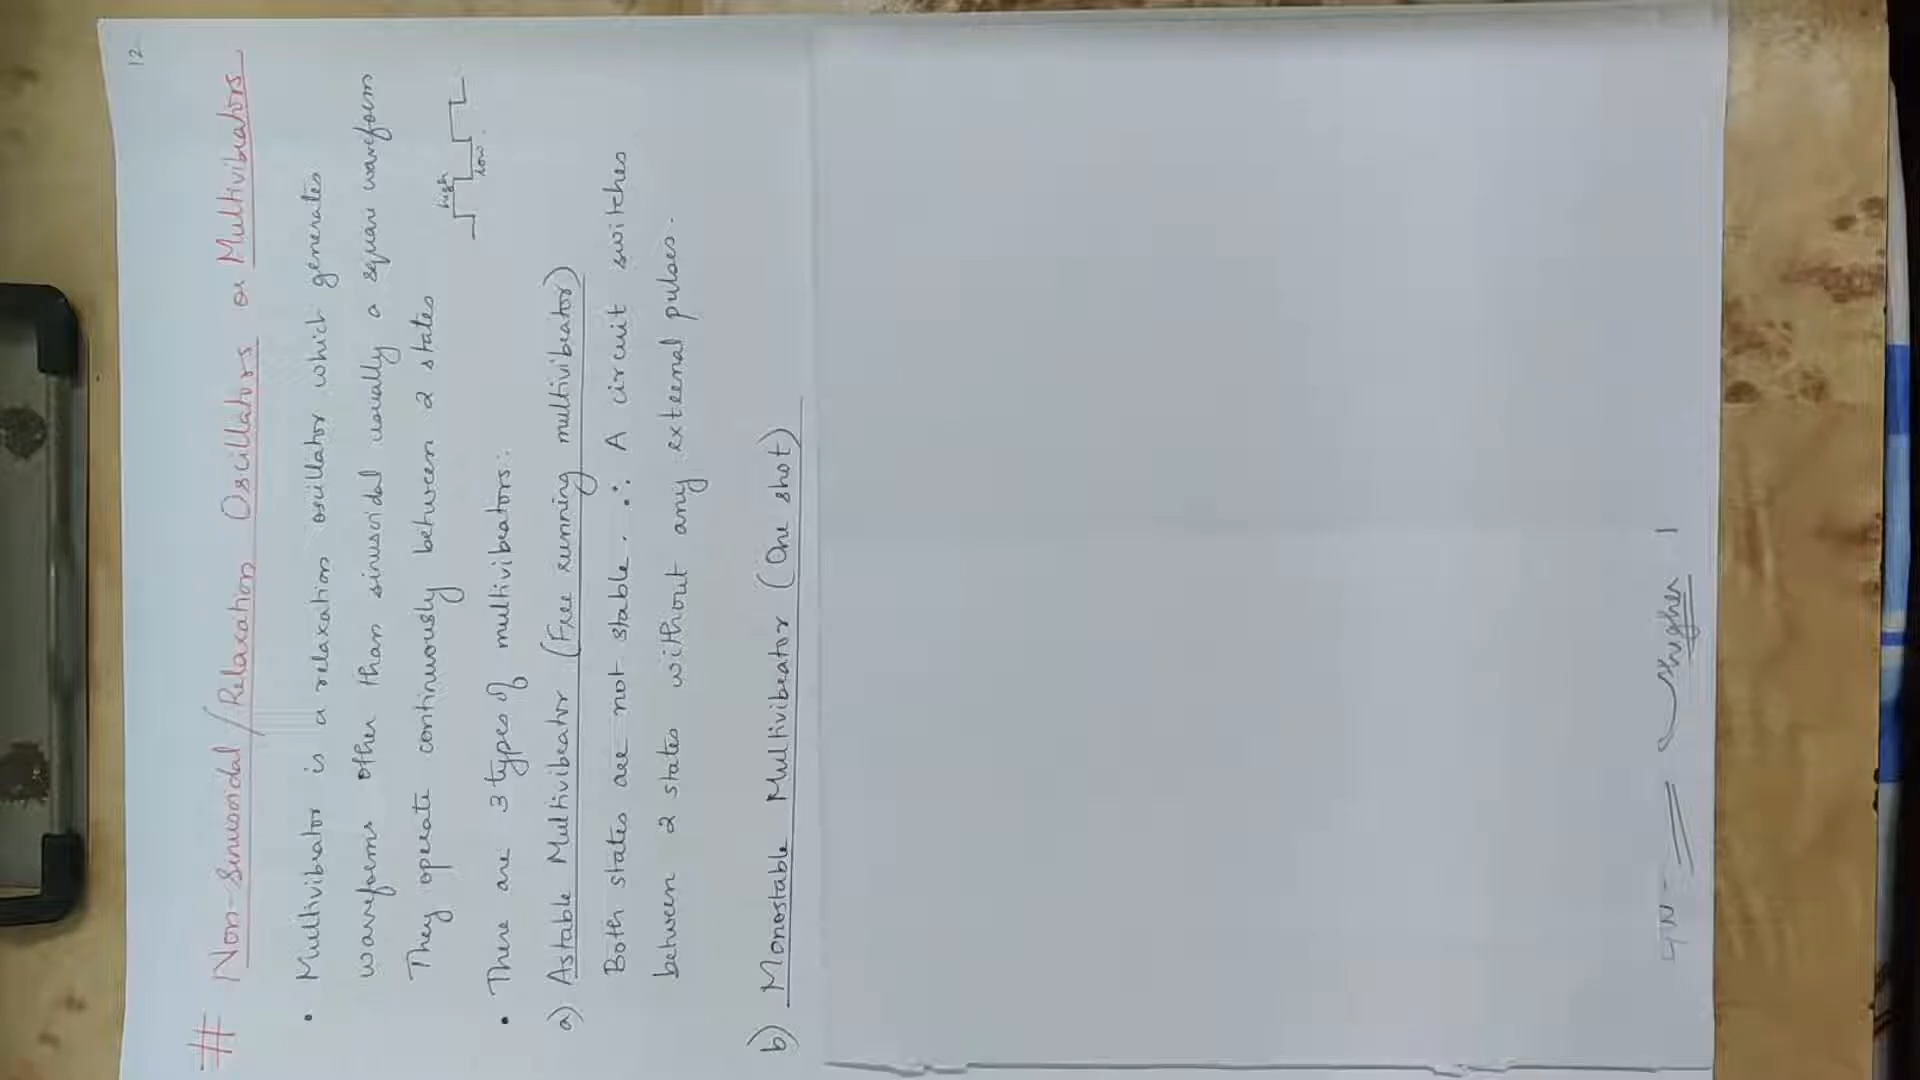 12
# Non-Sinusoidal/Relaxation Oscillators or Multivibrators
• Multivibrator is a relaxation oscillator which generates
waveforms other than sinusoidal usually a square waveform
They operate continuously between 2 states
high
low
• There are 3 types of multivibrators:
a) Astable Multivibrator (Free running multivibrator)
Both states are not stable. ∴ A circuit switches
between 2 states without any external pulses.
b) Monostable Multivibrator (One shot)
higher